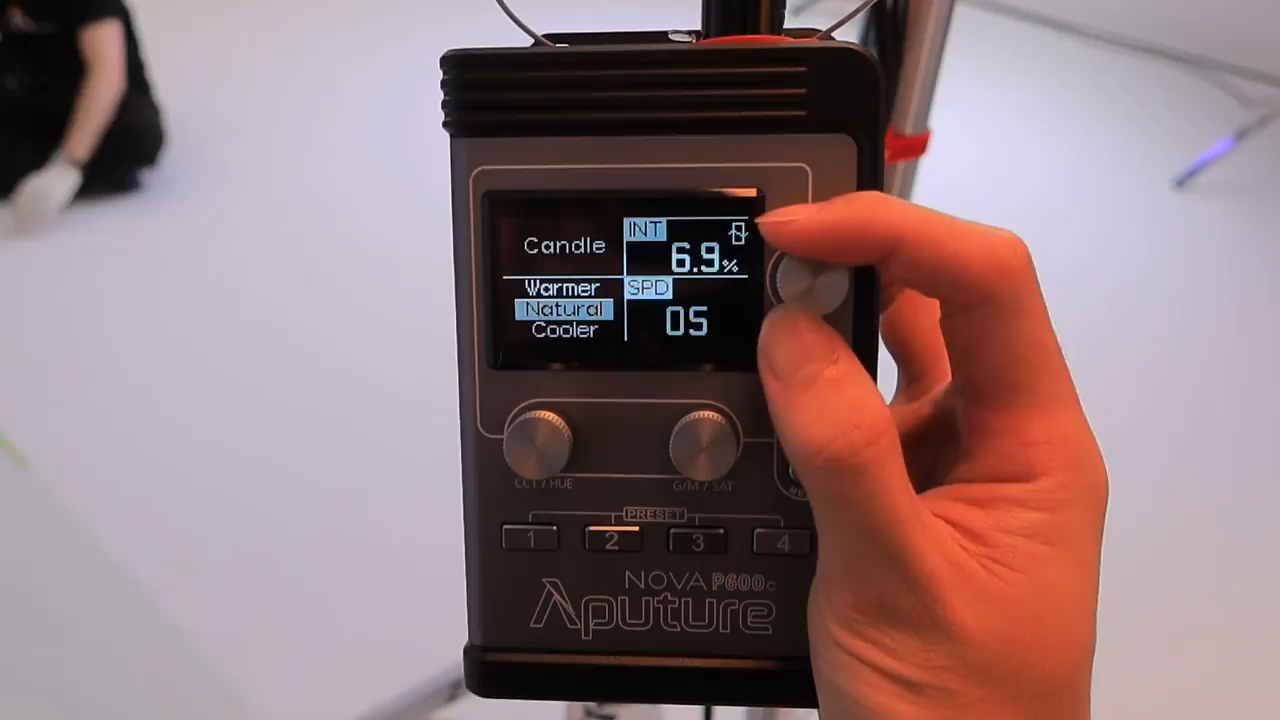 Candle
INT
6.9%
Warmer
Natural
Cooler
SPD
05
CCT / HUE
G/M / SAT
PRESET
1 2 3 4
NOVA P600c
Aputure